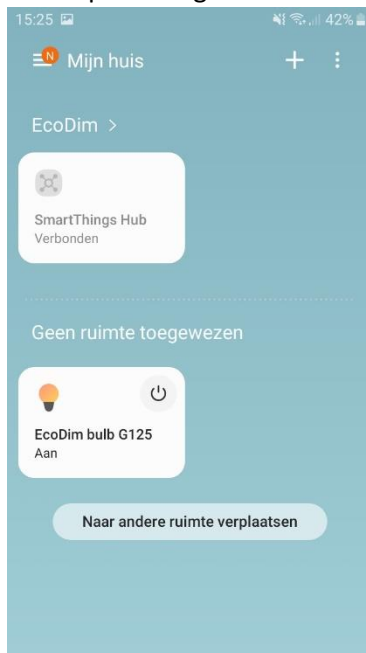 15:25 42%
N Mijn huis
EcoDim >
SmartThings Hub
Verbonden
Geen ruimte toegewezen
EcoDim bulb G125
Aan
Naar andere ruimte verplaatsen